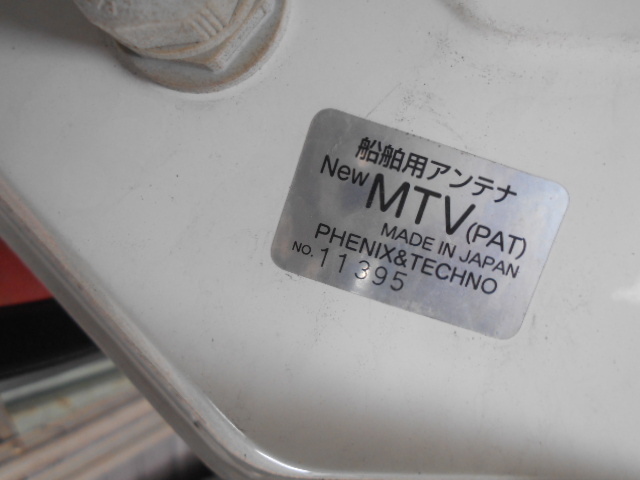 船舶用アンテナ
New MTV (PAT)
MADE IN JAPAN
PHENIX&TECHNO
NO. 11395